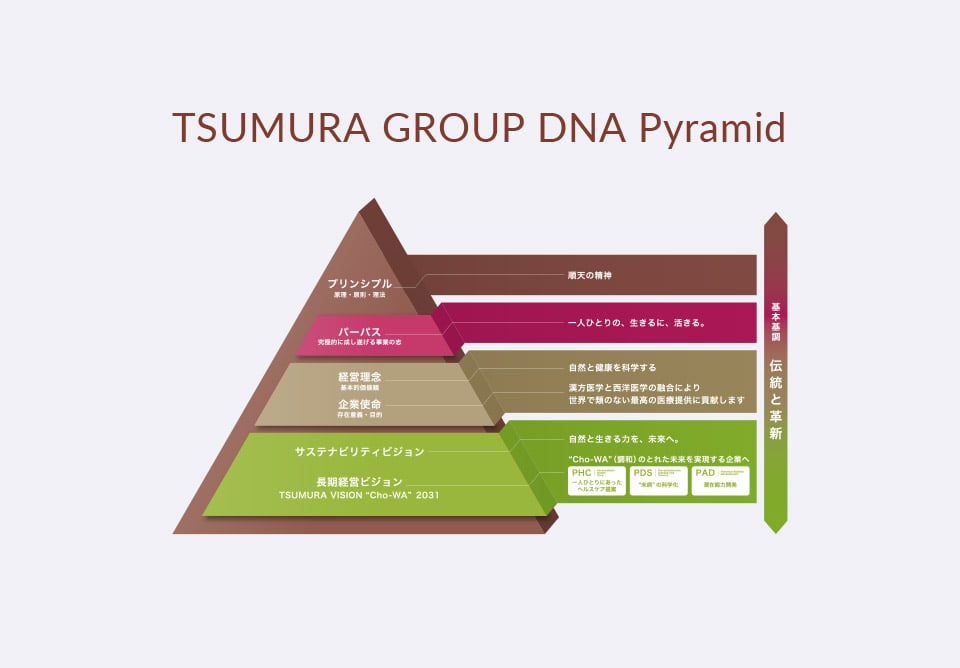 TSUMURA GROUP DNA Pyramid
プリンシプル
原理・原則・理法
順天の精神
パーパス
究極的に成し遂げる事業の志
一人ひとりの、生きるに、活きる。
経営理念
基本的価値観
自然と健康を科学する
企業使命
存在意義・目的
漢方医学と西洋医学の融合により
世界で類のない最高の医療提供に貢献します
サステナビリティビジョン
自然と生きる力を、未来へ。
長期経営ビジョン
TSUMURA VISION “Cho-WA” 2031
“Cho-WA”（調和）のとれた未来を実現する企業へ
PHC
一人ひとりにあった
ヘルスケア提案
PDS
“未病”の科学化
PAD
潜在能力開発
基本基調
伝統と革新